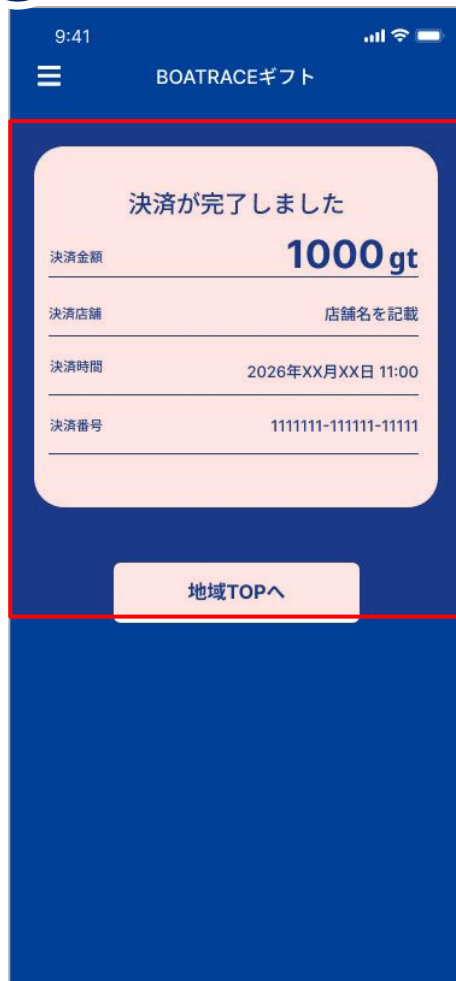 9:41
BOATRACEギフト
決済が完了しました
決済金額 1000 gt
決済店舗 店舗名を記載
決済時間 2026年XX月XX日 11:00
決済番号 1111111-111111-11111
地域TOPへ